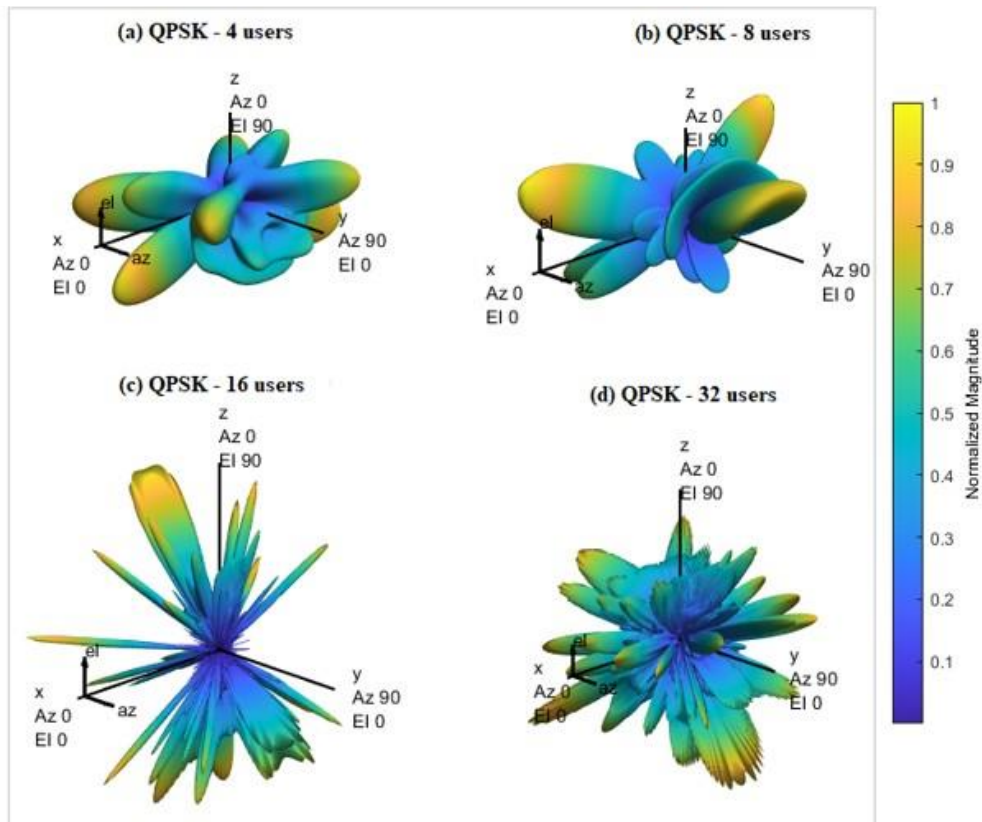 (a) QPSK - 4 users
z
Az 0
El 90
el
x
Az 0
El 0
az
y
Az 90
El 0
(b) QPSK - 8 users
z
Az 0
El 90
el
x
Az 0
El 0
az
y
Az 90
El 0
(c) QPSK - 16 users
z
Az 0
El 90
el
x
Az 0
El 0
az
y
Az 90
El 0
(d) QPSK - 32 users
z
Az 0
El 90
el
x
Az 0
El 0
az
y
Az 90
El 0
1
0.9
0.8
0.7
0.6
0.5
0.4
0.3
0.2
0.1
Normalized Magnitude